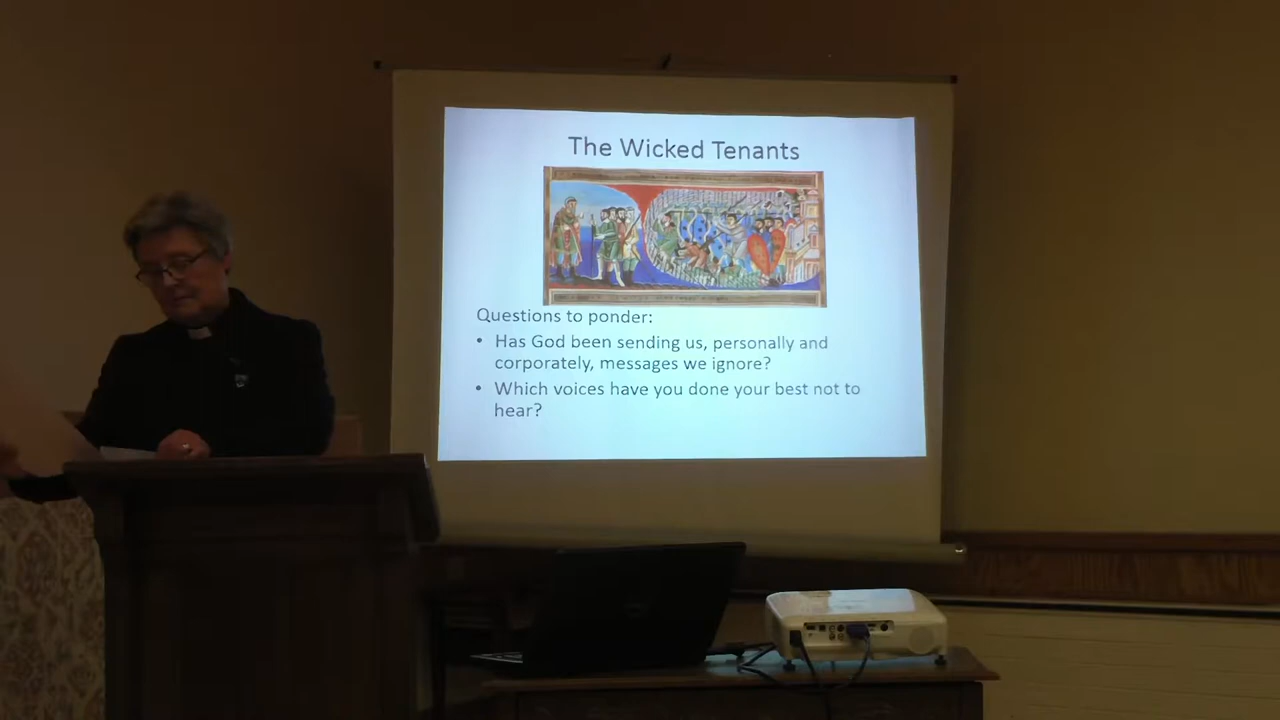 The Wicked Tenants
Questions to ponder:
• Has God been sending us, personally and
corporately, messages we ignore?
• Which voices have you done your best not to
hear?